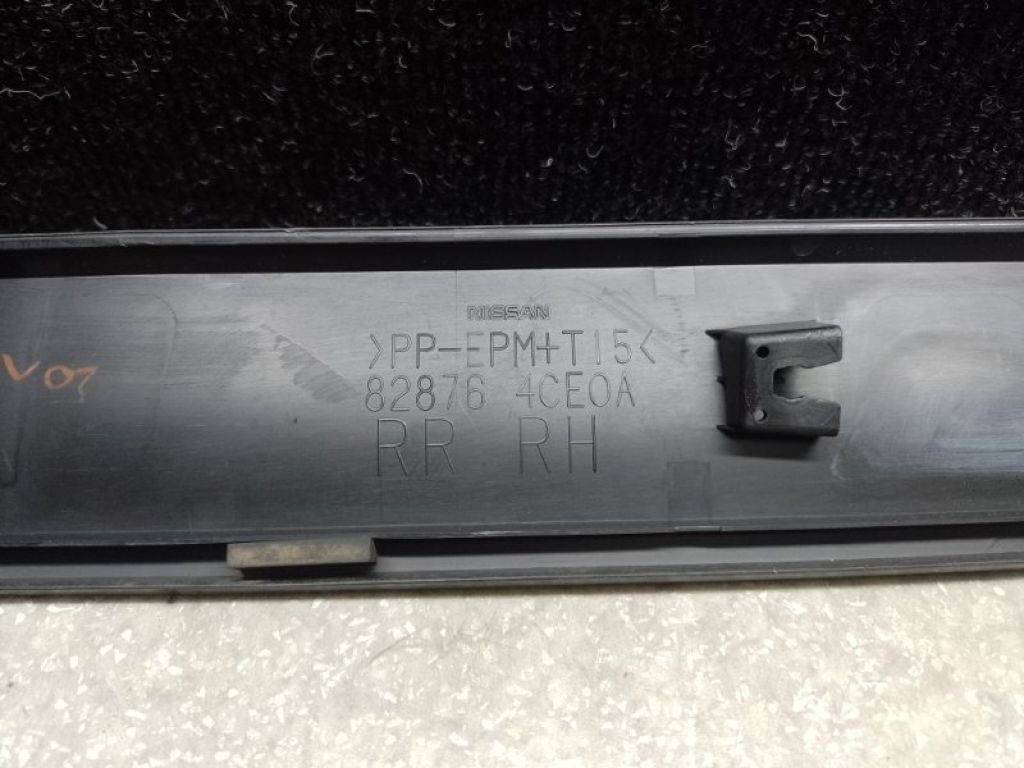 NISSAN
>PP-EPM+T15<
82876 4CE0A
RR RH
V07